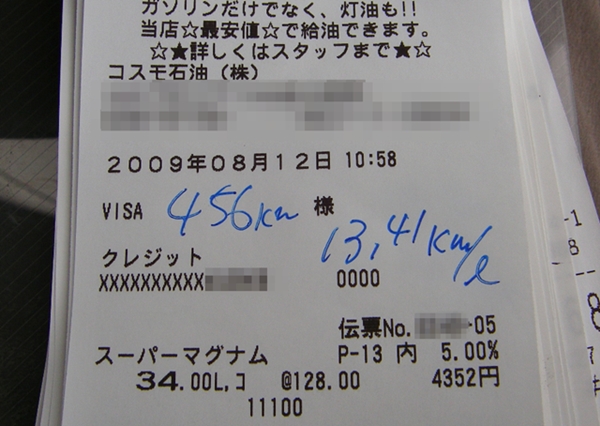 ガソリンだけでなく、灯油も!!
当店☆最安値☆で給油できます。
☆★詳しくはスタッフまで★☆
コスモ石油(株)
2009年08月12日 10:58
VISA 456km 様
クレジット 13,41km/ℓ
XXXXXXXXXX 0000
伝票No. -05
スーパーマグナム P-13 内 5.00%
34.00L,コ @128.00 4352円
11100
-1
8
8
7